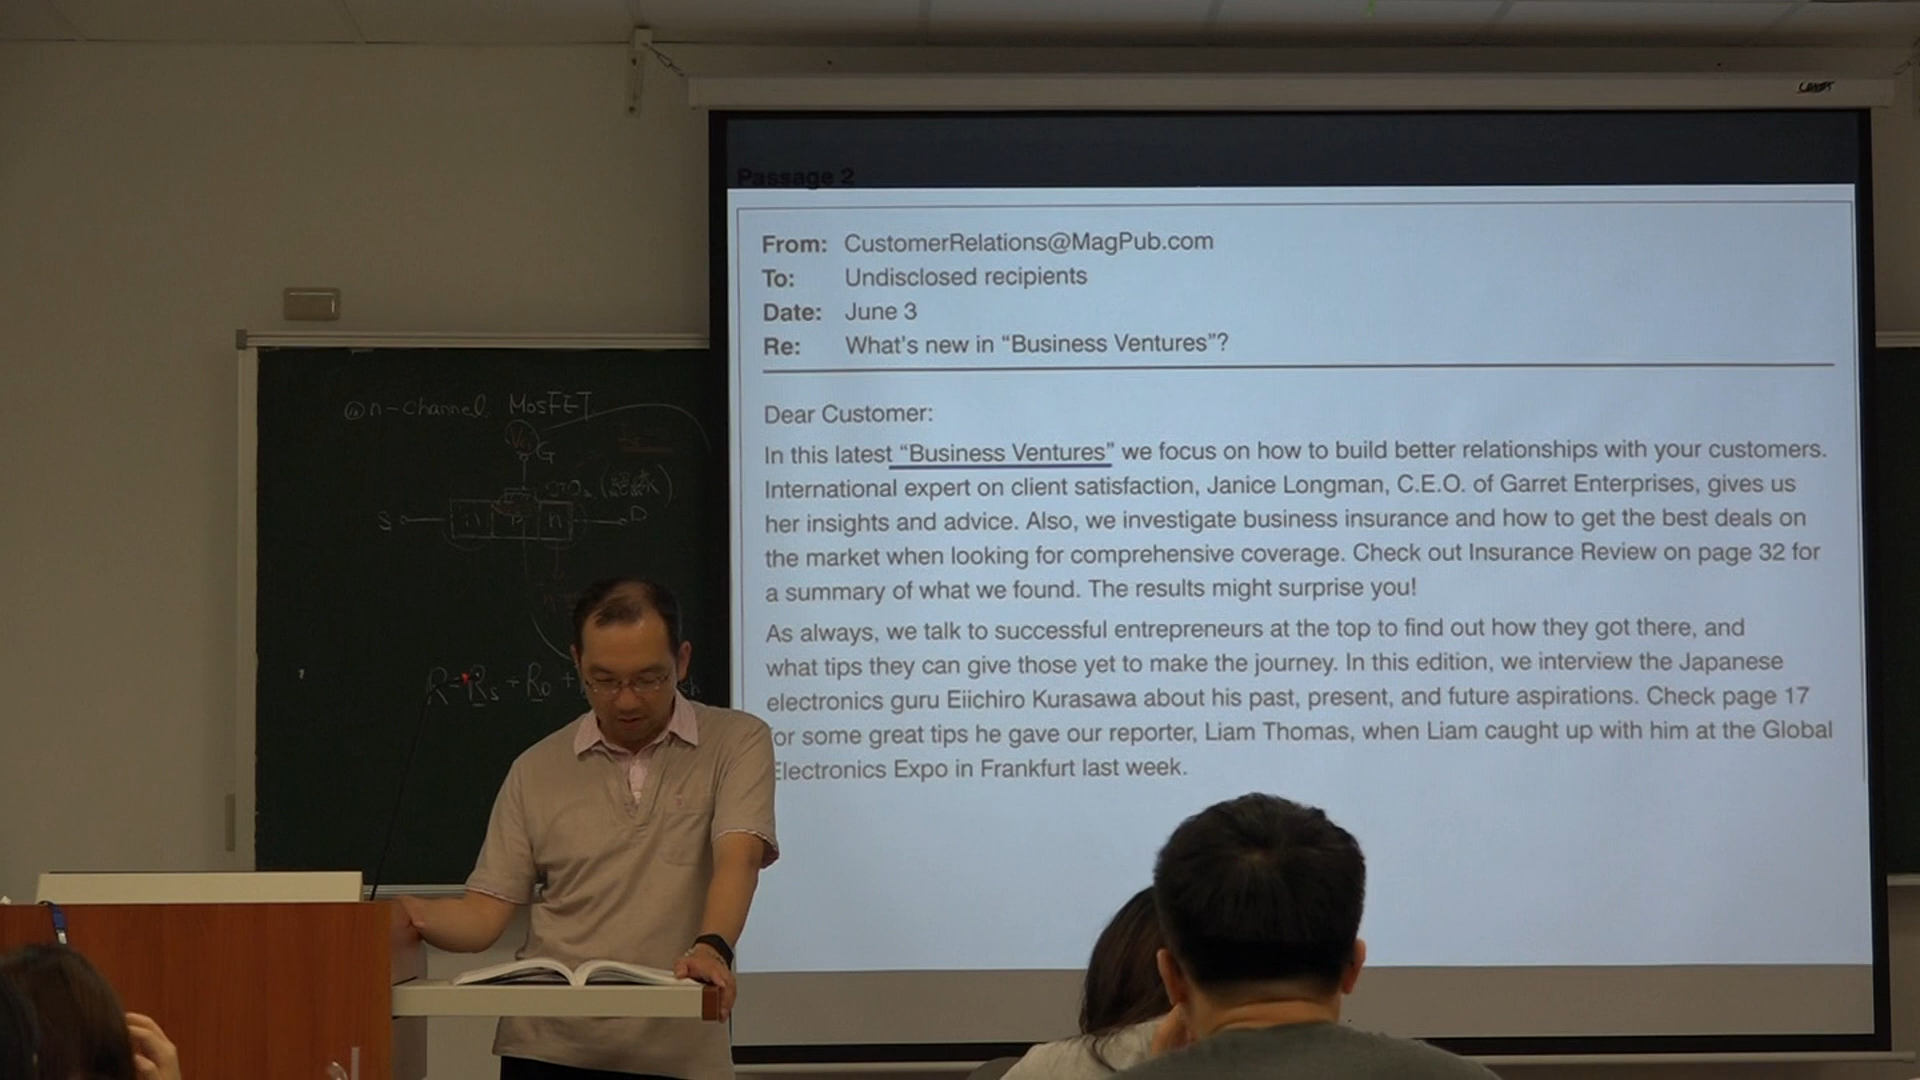 Passage 2
From: CustomerRelations@MagPub.com
To: Undisclosed recipients
Date: June 3
Re: What's new in “Business Ventures”?
Dear Customer:
In this latest “Business Ventures” we focus on how to build better relationships with your customers.
International expert on client satisfaction, Janice Longman, C.E.O. of Garret Enterprises, gives us
her insights and advice. Also, we investigate business insurance and how to get the best deals on
the market when looking for comprehensive coverage. Check out Insurance Review on page 32 for
a summary of what we found. The results might surprise you!
As always, we talk to successful entrepreneurs at the top to find out how they got there, and
what tips they can give those yet to make the journey. In this edition, we interview the Japanese
electronics guru Eiichiro Kurasawa about his past, present, and future aspirations. Check page 17
for some great tips he gave our reporter, Liam Thomas, when Liam caught up with him at the Global
Electronics Expo in Frankfurt last week.
n-channel MosFET
G
S
n
n
D
R = Rs + RD +